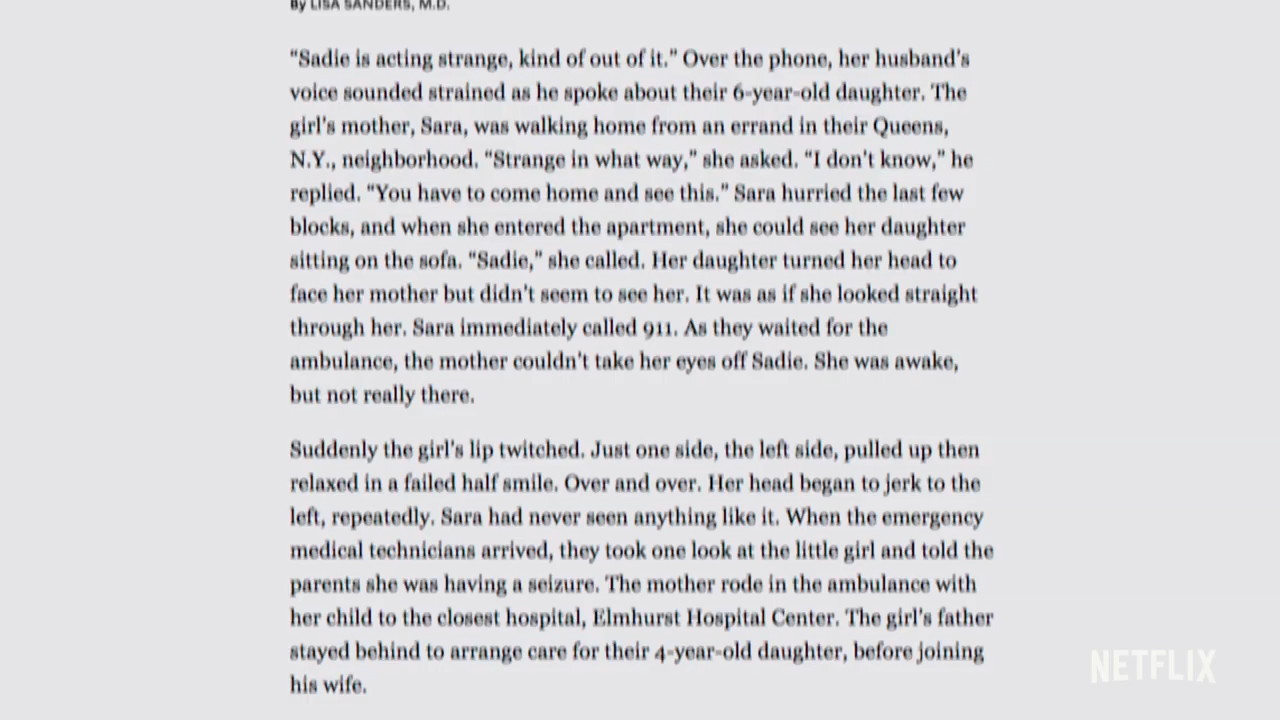 By LISA SANDERS, M.D.
“Sadie is acting strange, kind of out of it.” Over the phone, her husband’s
voice sounded strained as he spoke about their 6-year-old daughter. The
girl’s mother, Sara, was walking home from an errand in their Queens,
N.Y., neighborhood. “Strange in what way,” she asked. “I don’t know,” he
replied. “You have to come home and see this.” Sara hurried the last few
blocks, and when she entered the apartment, she could see her daughter
sitting on the sofa. “Sadie,” she called. Her daughter turned her head to
face her mother but didn’t seem to see her. It was as if she looked straight
through her. Sara immediately called 911. As they waited for the
ambulance, the mother couldn’t take her eyes off Sadie. She was awake,
but not really there.
Suddenly the girl’s lip twitched. Just one side, the left side, pulled up then
relaxed in a failed half smile. Over and over. Her head began to jerk to the
left, repeatedly. Sara had never seen anything like it. When the emergency
medical technicians arrived, they took one look at the little girl and told the
parents she was having a seizure. The mother rode in the ambulance with
her child to the closest hospital, Elmhurst Hospital Center. The girl’s father
stayed behind to arrange care for their 4-year-old daughter, before joining
his wife.
NETFLIX